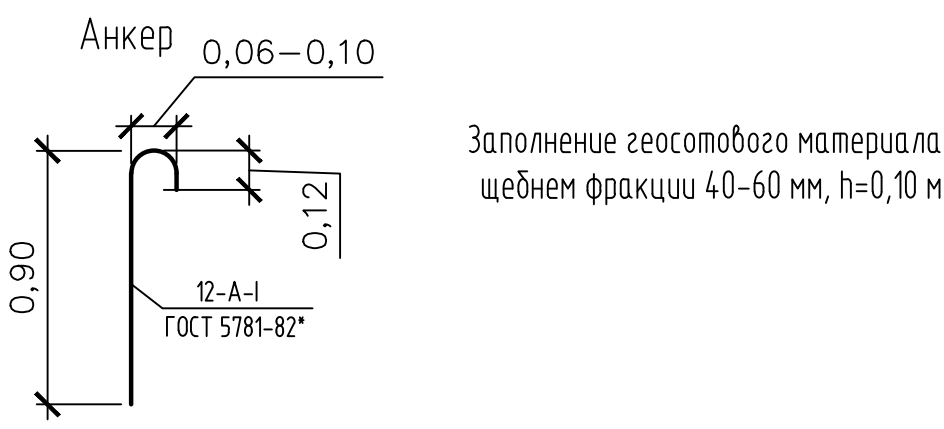 Анкер
0,06-0,10
Заполнение геосотового материала
щебнем фракции 40-60 мм, h=0,10 м
0,12
0,90
12-А-I
ГОСТ 5781-82*